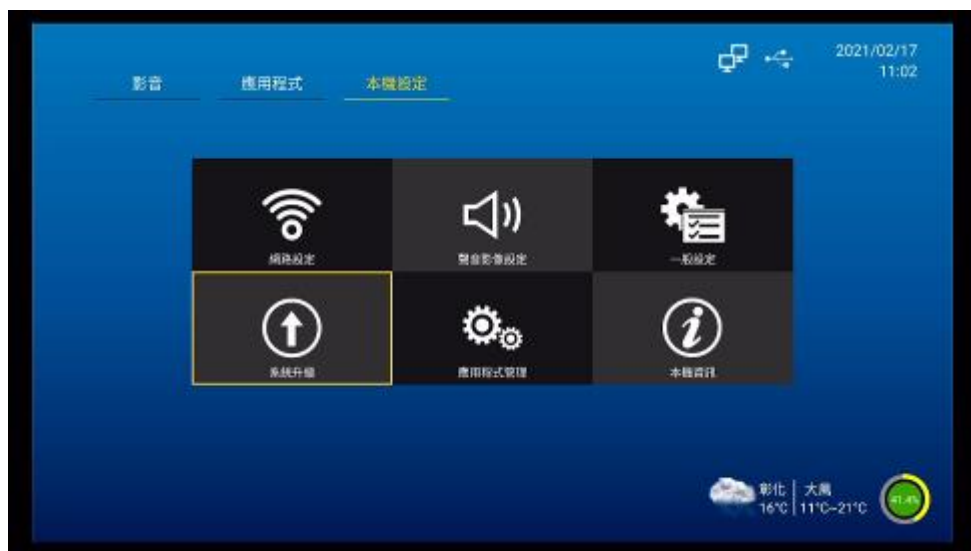 2021/02/17
11:02
影音
應用程式
本機設定
網路設定
聲音影像設定
一般設定
系統升級
應用程式管理
本機資訊
彰化
大風
16°C
11°C~21°C
41.4%